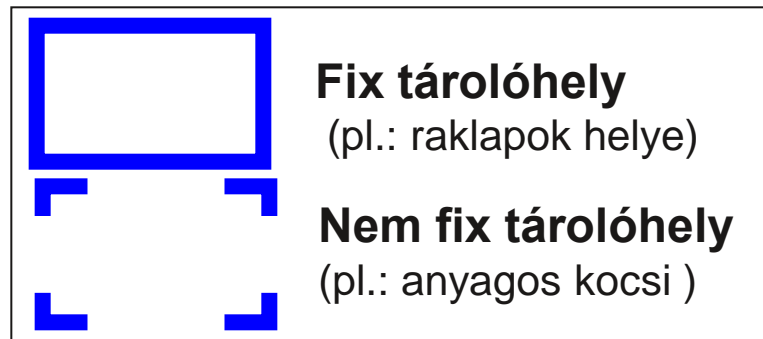 Fix tárolóhely
(pl.: raklapok helye)
Nem fix tárolóhely
(pl.: anyagos kocsi )